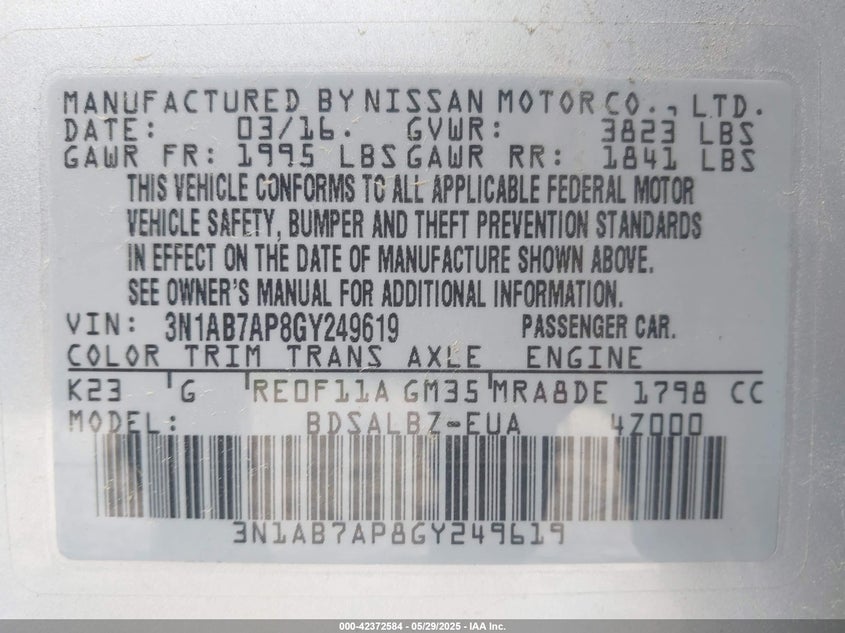 MANUFACTURED BY NISSAN MOTOR CO., LTD.
DATE: 03/16. GVWR: 3823 LBS
GAWR FR: 1995 LBS GAWR RR: 1841 LBS
THIS VEHICLE CONFORMS TO ALL APPLICABLE FEDERAL MOTOR
VEHICLE SAFETY, BUMPER AND THEFT PREVENTION STANDARDS
IN EFFECT ON THE DATE OF MANUFACTURE SHOWN ABOVE.
SEE OWNER'S MANUAL FOR ADDITIONAL INFORMATION.
VIN: 3N1AB7AP8GY249619 PASSENGER CAR.
COLOR TRIM TRANS AXLE ENGINE
K23 G RE0F11A GM35 MRA8DE 1798 CC
MODEL: BDSALBZ-EUA 4Z000
3N1AB7AP8GY249619
000-42372584 - 05/29/2025 - IAA Inc.